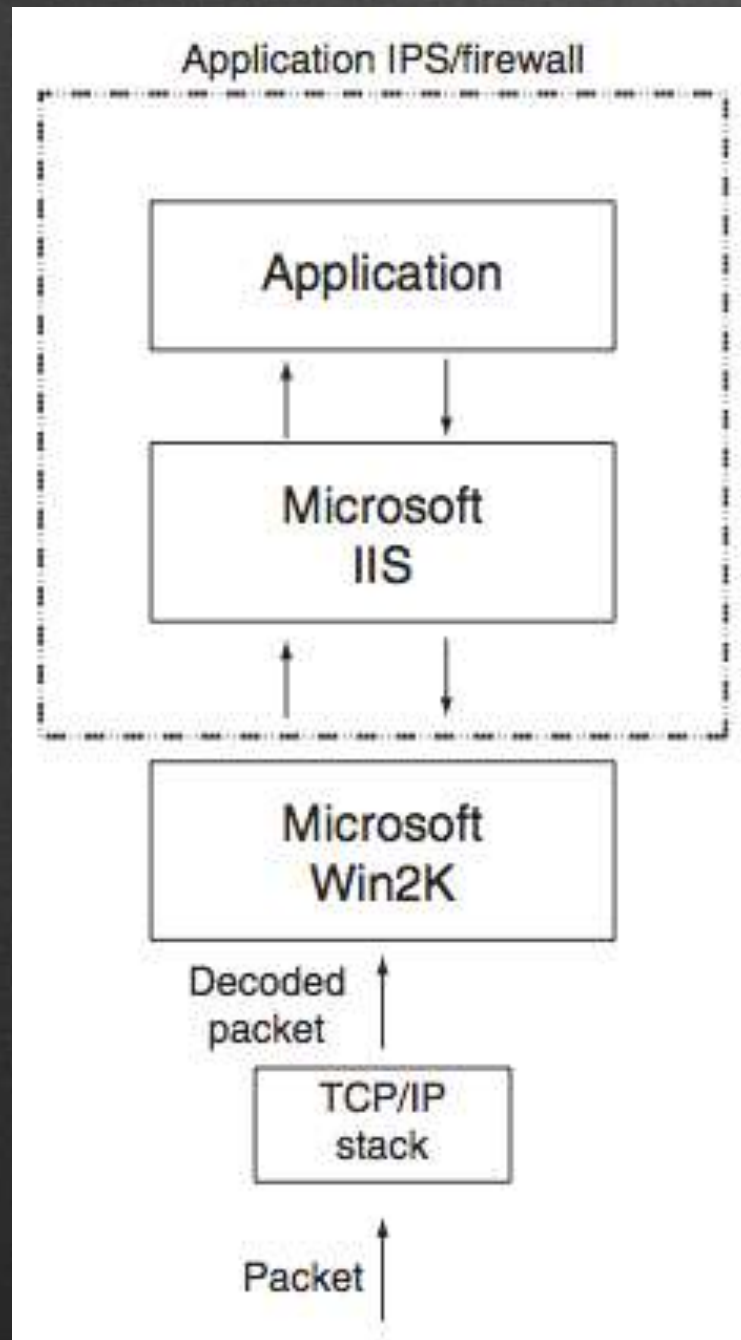 Application IPS/firewall
Application
Microsoft
IIS
Microsoft
Win2K
Decoded
packet
TCP/IP
stack
Packet